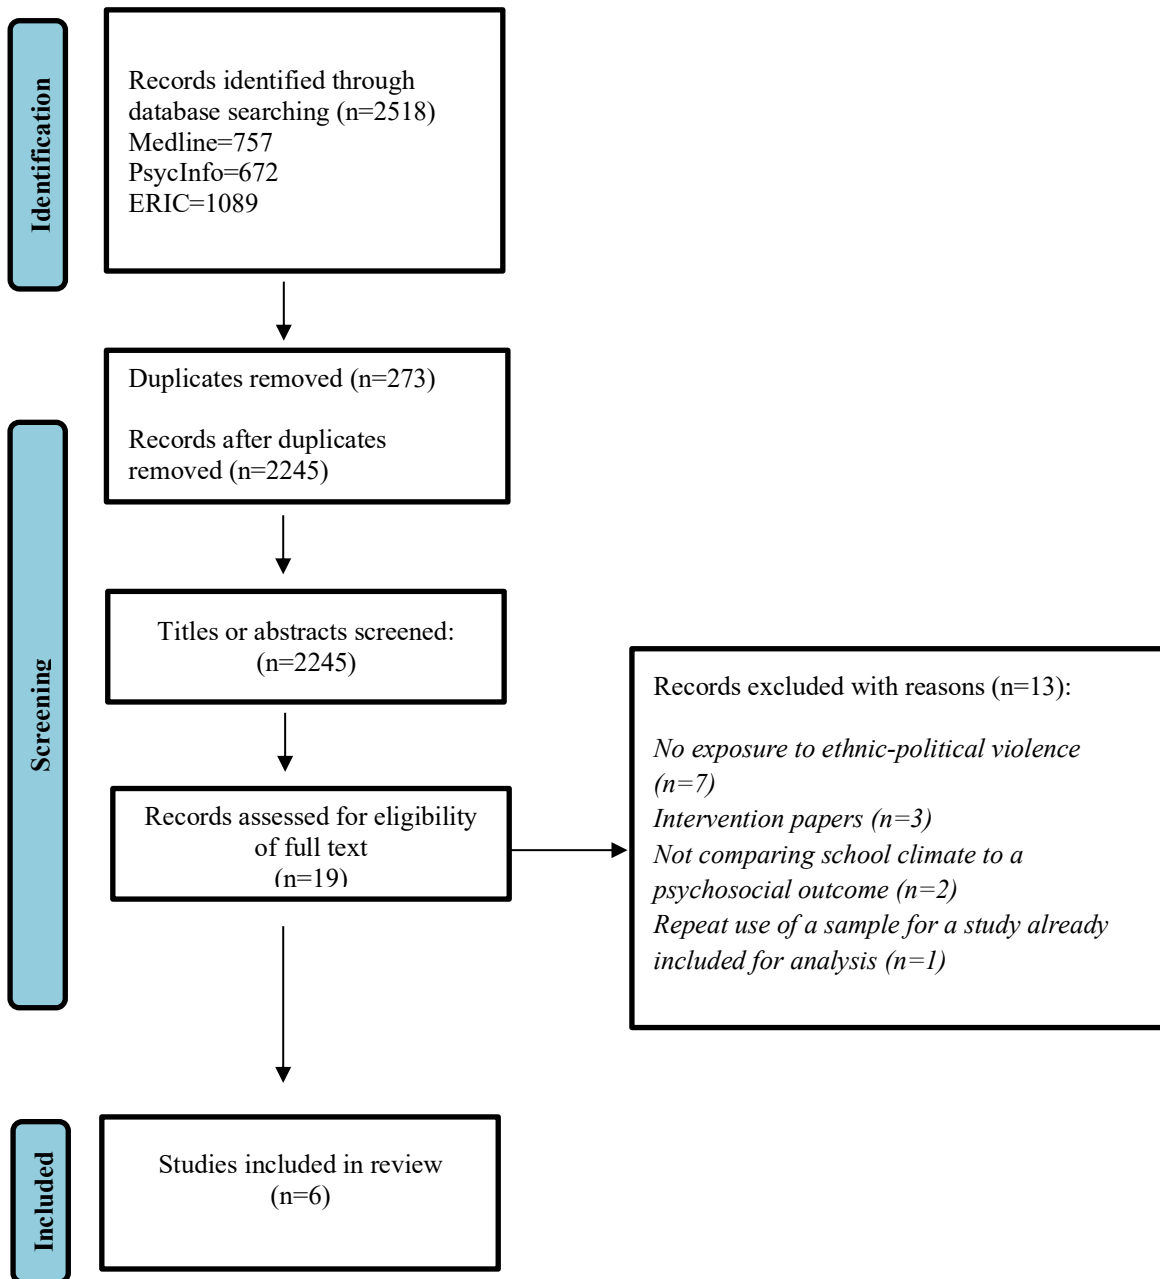 Identification
Records identified through
database searching (n=2518)
Medline=757
PsycInfo=672
ERIC=1089
Screening
Duplicates removed (n=273)
Records after duplicates
removed (n=2245)
Titles or abstracts screened:
(n=2245)
Records assessed for eligibility
of full text
(n=19)
Records excluded with reasons (n=13):
No exposure to ethnic-political violence
(n=7)
Intervention papers (n=3)
Not comparing school climate to a
psychosocial outcome (n=2)
Repeat use of a sample for a study already
included for analysis (n=1)
Included
Studies included in review
(n=6)